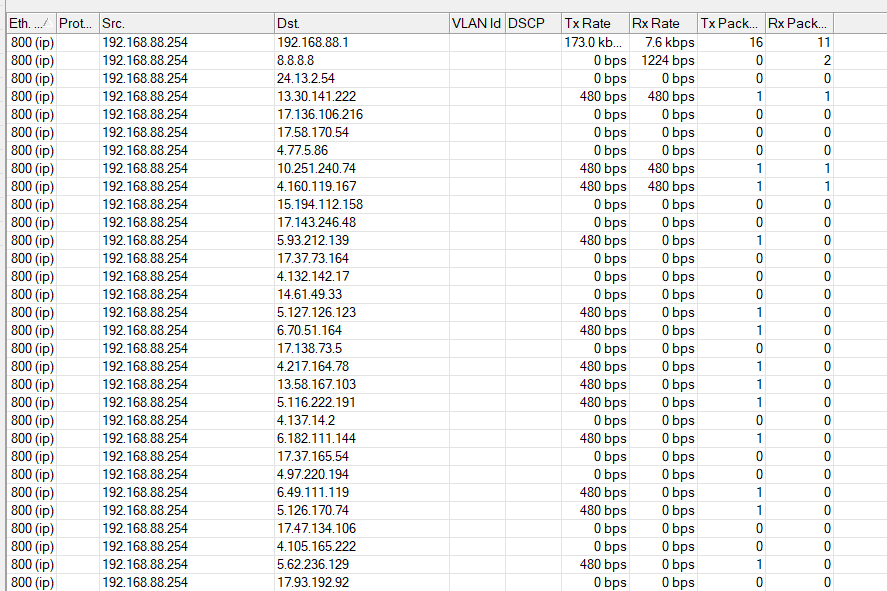 Eth. ... Prot... Src. Dst. VLAN Id DSCP Tx Rate Rx Rate Tx Pack... Rx Pack...
800 (ip) 192.168.88.254 192.168.88.1 173.0 kb... 7.6 kbps 16 11
800 (ip) 192.168.88.254 8.8.8.8 0 bps 1224 bps 0 2
800 (ip) 192.168.88.254 24.13.2.54 0 bps 0 bps 0 0
800 (ip) 192.168.88.254 13.30.141.222 480 bps 480 bps 1 1
800 (ip) 192.168.88.254 17.136.106.216 0 bps 0 bps 0 0
800 (ip) 192.168.88.254 17.58.170.54 0 bps 0 bps 0 0
800 (ip) 192.168.88.254 4.77.5.86 0 bps 0 bps 0 0
800 (ip) 192.168.88.254 10.251.240.74 480 bps 480 bps 1 1
800 (ip) 192.168.88.254 4.160.119.167 480 bps 480 bps 1 1
800 (ip) 192.168.88.254 15.194.112.158 0 bps 0 bps 0 0
800 (ip) 192.168.88.254 17.143.246.48 0 bps 0 bps 0 0
800 (ip) 192.168.88.254 5.93.212.139 480 bps 0 bps 1 0
800 (ip) 192.168.88.254 17.37.73.164 0 bps 0 bps 0 0
800 (ip) 192.168.88.254 4.132.142.17 0 bps 0 bps 0 0
800 (ip) 192.168.88.254 14.61.49.33 0 bps 0 bps 0 0
800 (ip) 192.168.88.254 5.127.126.123 480 bps 0 bps 1 0
800 (ip) 192.168.88.254 6.70.51.164 480 bps 0 bps 1 0
800 (ip) 192.168.88.254 17.138.73.5 0 bps 0 bps 0 0
800 (ip) 192.168.88.254 4.217.164.78 480 bps 0 bps 1 0
800 (ip) 192.168.88.254 13.58.167.103 480 bps 0 bps 1 0
800 (ip) 192.168.88.254 5.116.222.191 480 bps 0 bps 1 0
800 (ip) 192.168.88.254 4.137.14.2 0 bps 0 bps 0 0
800 (ip) 192.168.88.254 6.182.111.144 480 bps 0 bps 1 0
800 (ip) 192.168.88.254 17.37.165.54 0 bps 0 bps 0 0
800 (ip) 192.168.88.254 4.97.220.194 0 bps 0 bps 0 0
800 (ip) 192.168.88.254 6.49.111.119 480 bps 0 bps 1 0
800 (ip) 192.168.88.254 5.126.170.74 480 bps 0 bps 1 0
800 (ip) 192.168.88.254 17.47.134.106 0 bps 0 bps 0 0
800 (ip) 192.168.88.254 4.105.165.222 0 bps 0 bps 0 0
800 (ip) 192.168.88.254 5.62.236.129 480 bps 0 bps 1 0
800 (ip) 192.168.88.254 17.93.192.92 0 bps 0 bps 0 0